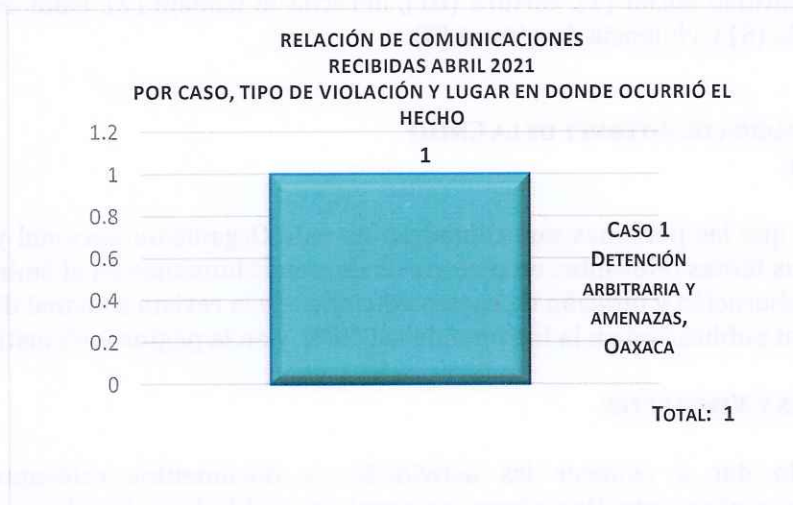 RELACIÓN DE COMUNICACIONES
RECIBIDAS ABRIL 2021
POR CASO, TIPO DE VIOLACIÓN Y LUGAR EN DONDE OCURRIÓ EL
HECHO
1.2
1
0.8
0.6
0.4
0.2
0
1
CASO 1
DETENCIÓN
ARBITRARIA Y
AMENAZAS,
OAXACA
TOTAL: 1